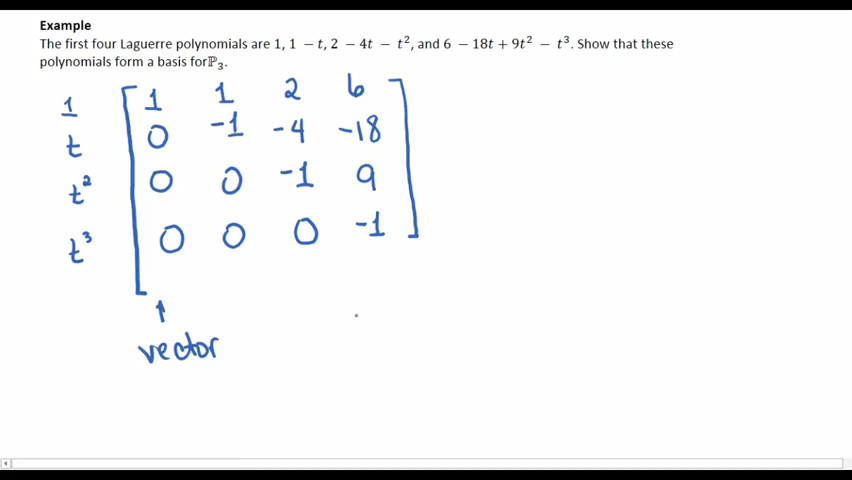 Example
The first four Laguerre polynomials are 1, 1 − t, 2 − 4t − t², and 6 − 18t + 9t² − t³. Show that these
polynomials form a basis forℙ₃.
1 1 1 2 6
t 0 -1 -4 -18
t² 0 0 -1 9
t³ 0 0 0 -1
vector